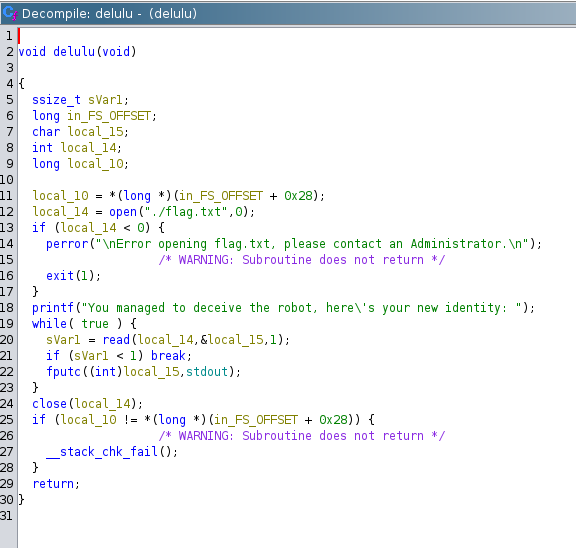 Decompile: delulu - (delulu)
1
2 void delulu(void)
3
4 {
5 ssize_t sVar1;
6 long in_FS_OFFSET;
7 char local_15;
8 int local_14;
9 long local_10;
10
11 local_10 = *(long *)(in_FS_OFFSET + 0x28);
12 local_14 = open("./flag.txt",0);
13 if (local_14 < 0) {
14 perror("\nError opening flag.txt, please contact an Administrator.\n");
15 /* WARNING: Subroutine does not return */
16 exit(1);
17 }
18 printf("You managed to deceive the robot, here\'s your new identity: ");
19 while( true ) {
20 sVar1 = read(local_14,&local_15,1);
21 if (sVar1 < 1) break;
22 fputc((int)local_15,stdout);
23 }
24 close(local_14);
25 if (local_10 != *(long *)(in_FS_OFFSET + 0x28)) {
26 /* WARNING: Subroutine does not return */
27 __stack_chk_fail();
28 }
29 return;
30 }
31